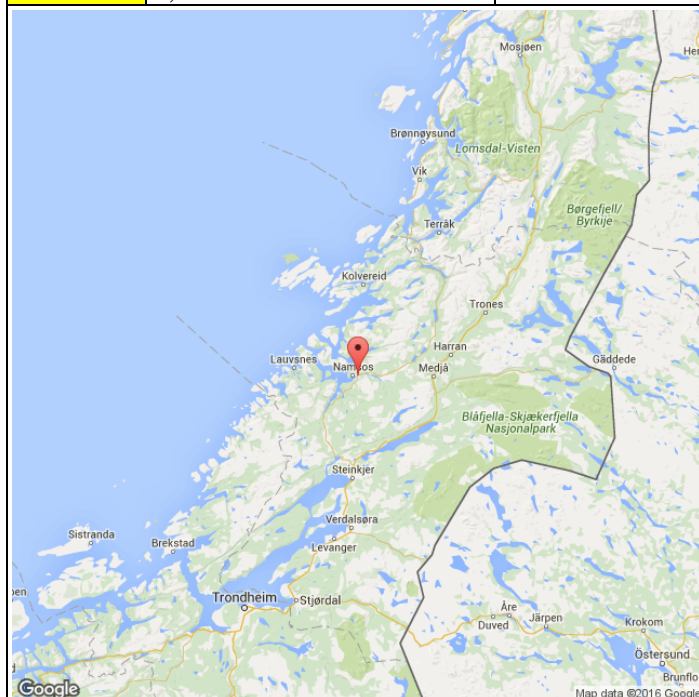 Mosjøen
Brønnøysund
Lomsdal-Visten
Vik
Børgefjell/
Byrkije
Terråk
Kolvereid
Trones
Harran
Lauvsnes
Namsos
Medjå
Gäddede
Blåfjella-Skjækerfjella
Nasjonalpark
Steinkjer
Verdalsøra
Sistranda
Brekstad
Levanger
Trondheim
Stjørdal
Åre
Duved
Järpen
Krokom
Östersund
Brunflo
Google
Map data ©2016 Google